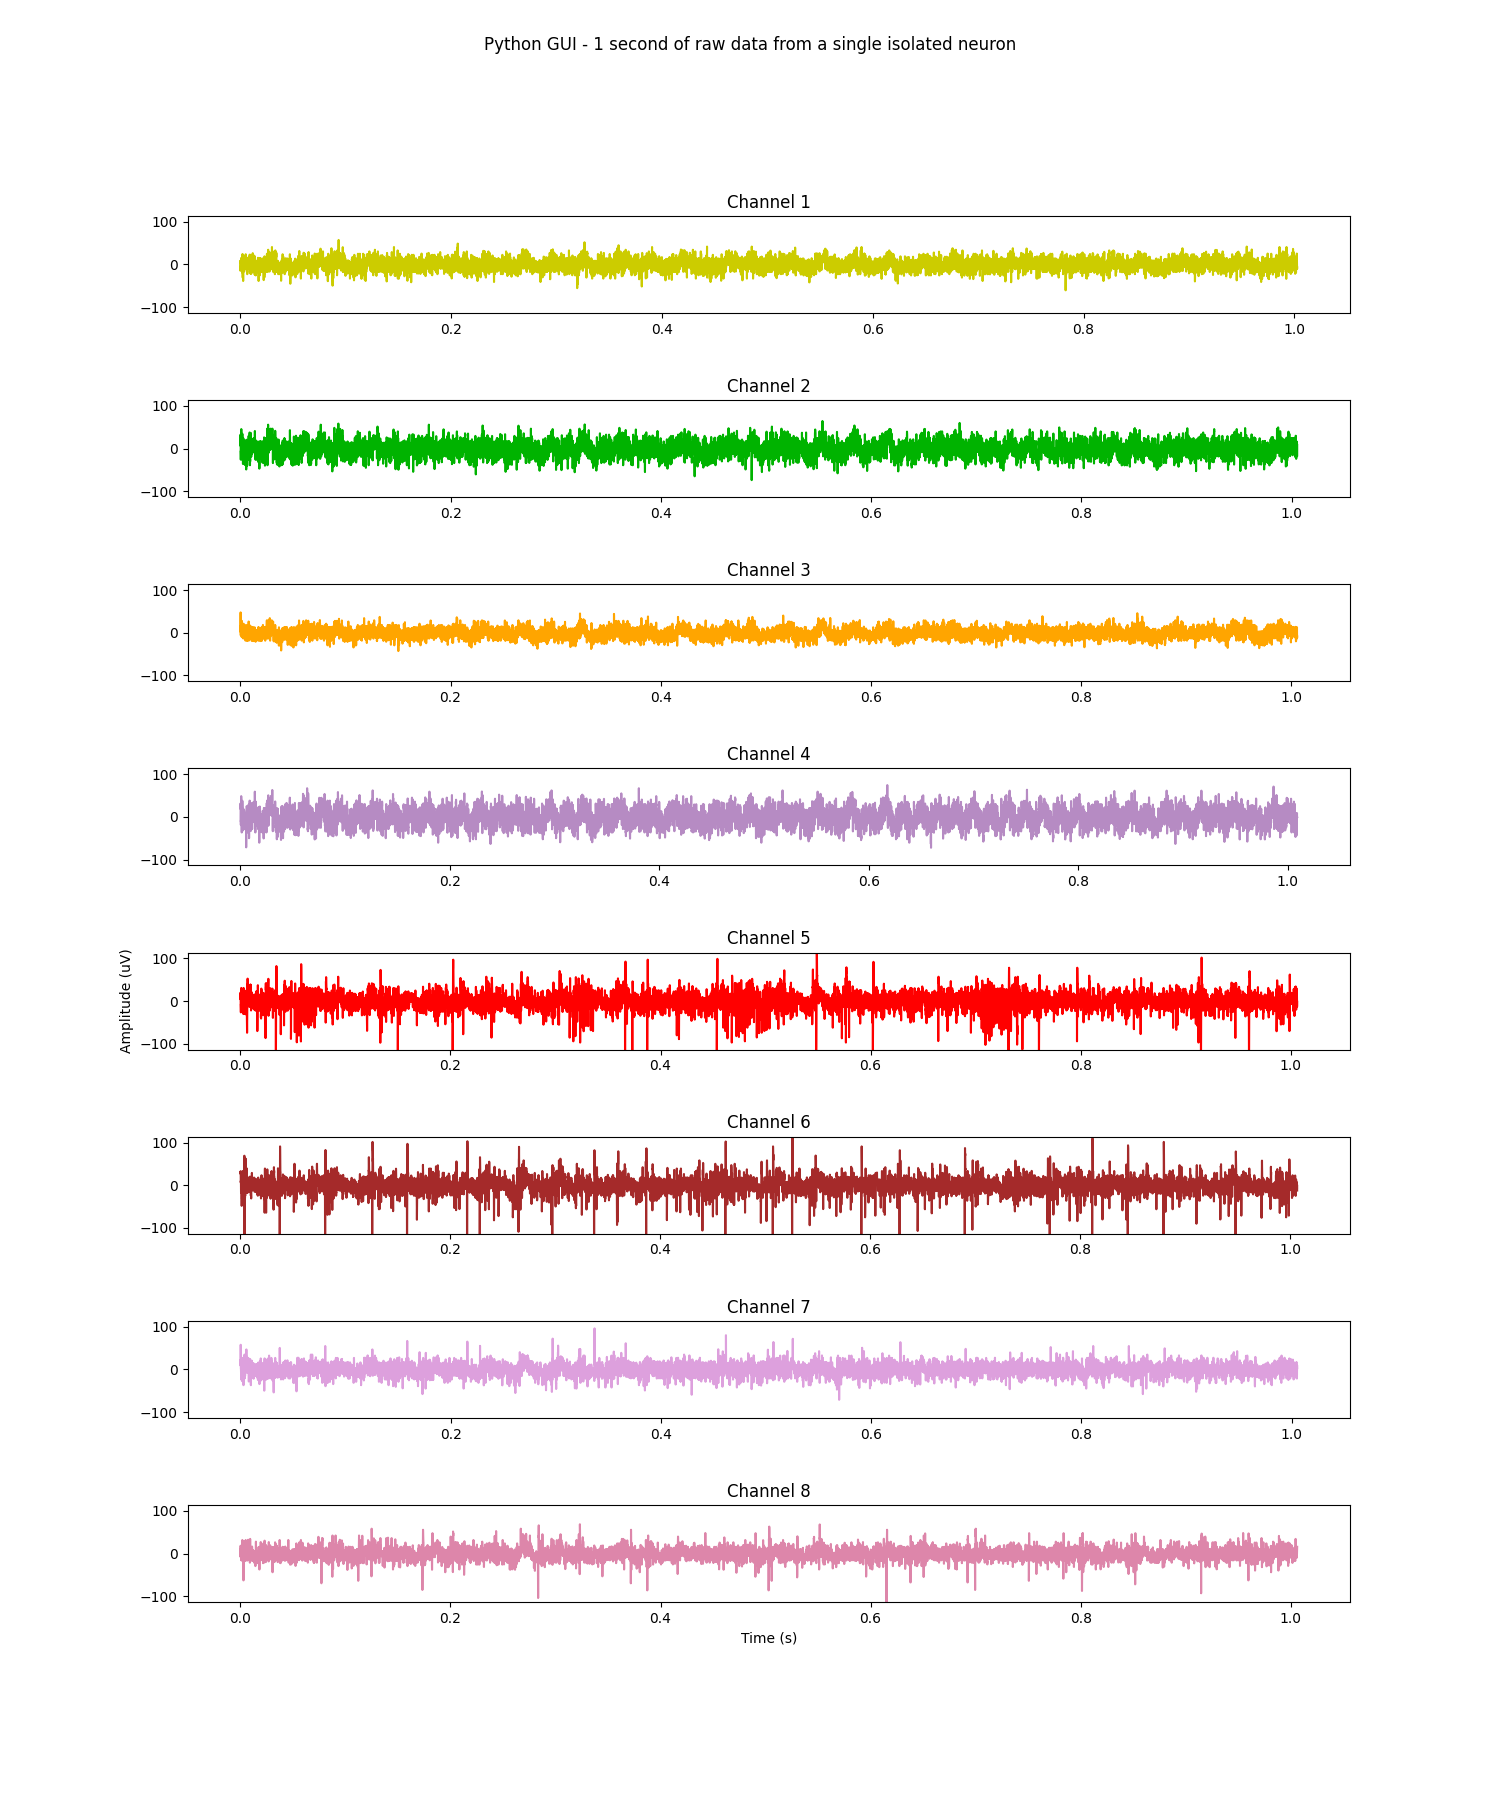 Python GUI - 1 second of raw data from a single isolated neuron
Channel 1
100
0
−100
0.0 0.2 0.4 0.6 0.8 1.0
Channel 2
100
0
−100
0.0 0.2 0.4 0.6 0.8 1.0
Channel 3
100
0
−100
0.0 0.2 0.4 0.6 0.8 1.0
Channel 4
100
0
−100
0.0 0.2 0.4 0.6 0.8 1.0
Channel 5
Amplitude (uV)
100
0
−100
0.0 0.2 0.4 0.6 0.8 1.0
Channel 6
100
0
−100
0.0 0.2 0.4 0.6 0.8 1.0
Channel 7
100
0
−100
0.0 0.2 0.4 0.6 0.8 1.0
Channel 8
100
0
−100
0.0 0.2 0.4 0.6 0.8 1.0
Time (s)